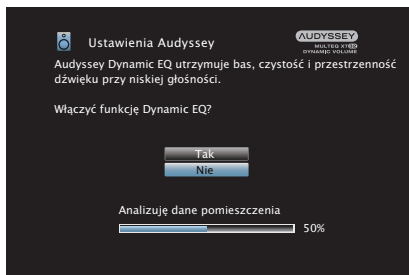 Ustawienia Audyssey
AUDYSSEY
MULTEQ XT32
DYNAMIC VOLUME
Audyssey Dynamic EQ utrzymuje bas, czystość i przestrzenność
dźwięku przy niskiej głośności.
Włączyć funkcję Dynamic EQ?
Tak
Nie
Analizuję dane pomieszczenia
50%